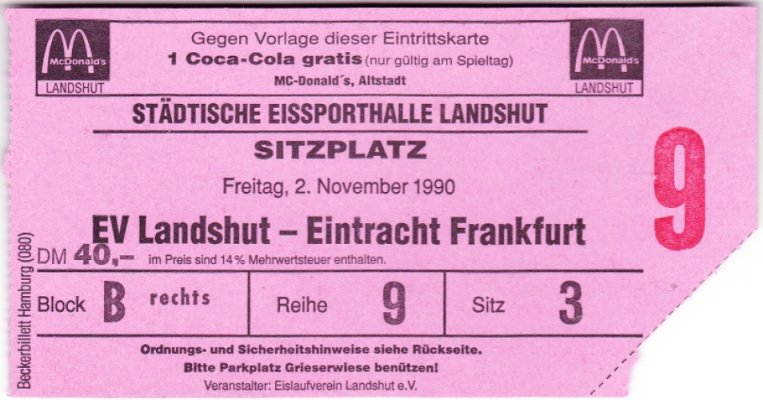 McDonald's
LANDSHUT
Gegen Vorlage dieser Eintrittskarte
1 Coca-Cola gratis (nur gültig am Spieltag)
MC-Donald´s, Altstadt
McDonald's
LANDSHUT
STÄDTISCHE EISSPORTHALLE LANDSHUT
SITZPLATZ
Freitag, 2. November 1990
9
EV Landshut – Eintracht Frankfurt
DM 40,– im Preis sind 14% Mehrwertsteuer enthalten.
Block B rechts Reihe 9 Sitz 3
Ordnungs- und Sicherheitshinweise siehe Rückseite.
Bitte Parkplatz Grieserwiese benützen!
Veranstalter: Eislaufverein Landshut e.V.
Beckerbillett Hamburg (080)